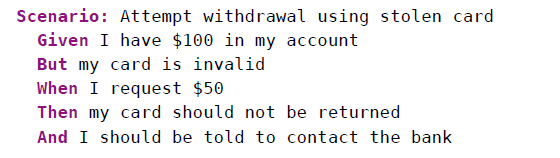 Scenario: Attempt withdrawal using stolen card
Given I have $100 in my account
But my card is invalid
When I request $50
Then my card should not be returned
And I should be told to contact the bank